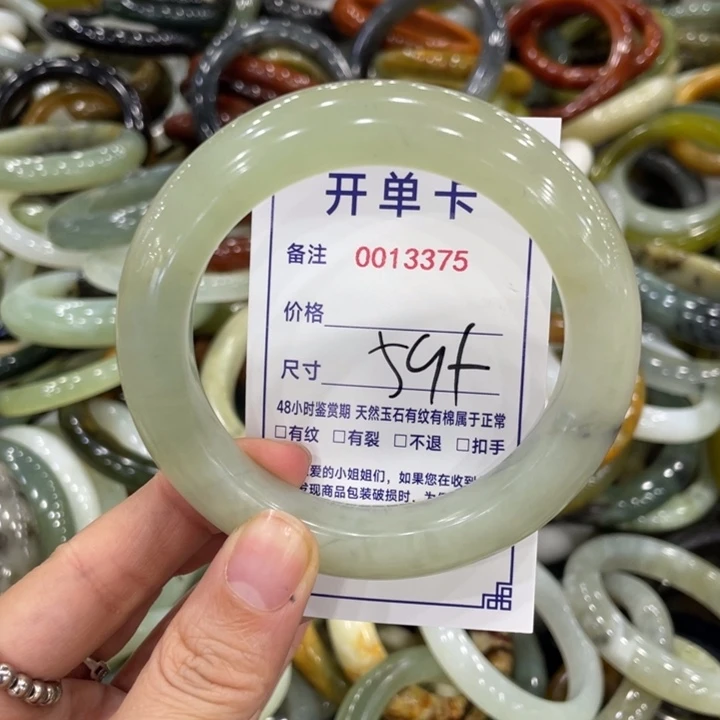 开单卡
备注 0013375
价格
尺寸 59+
48小时鉴赏期 天然玉石有纹有棉属于正常
□有纹 □有裂 □不退 □扣手
爱的小姐姐们，如果您在收到
发现商品包装破损时，为